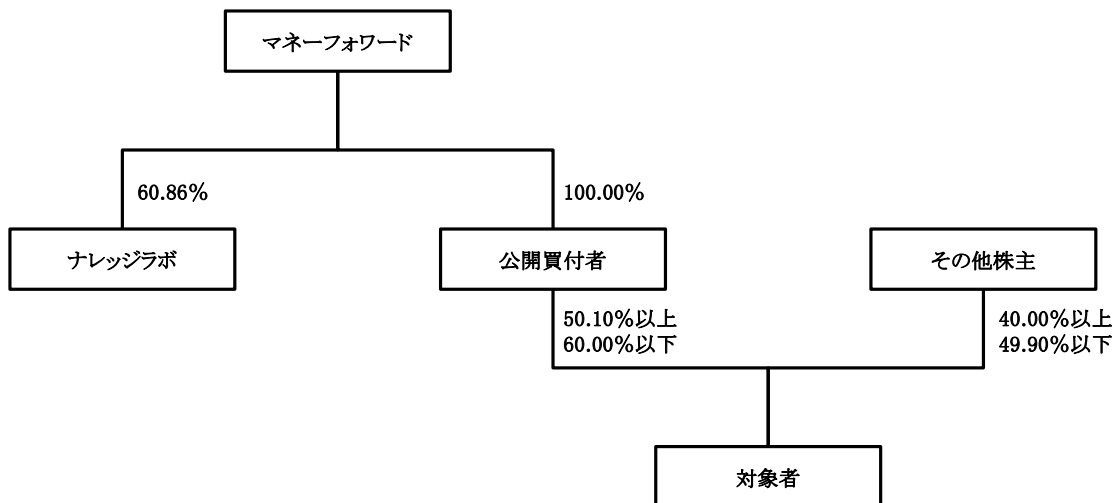 マネーフォワード
60.86%
100.00%
ナレッジラボ
公開買付者
その他株主
50.10%以上
60.00%以下
40.00%以上
49.90%以下
対象者